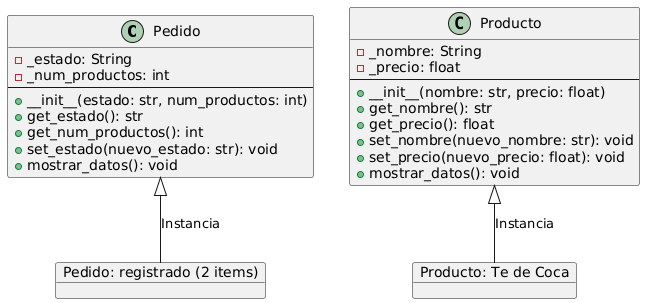 C Pedido
_estado: String
_num_productos: int
__init__(estado: str, num_productos: int)
get_estado(): str
get_num_productos(): int
set_estado(nuevo_estado: str): void
mostrar_datos(): void
Instancia
Pedido: registrado (2 items)
C Producto
_nombre: String
_precio: float
__init__(nombre: str, precio: float)
get_nombre(): str
get_precio(): float
set_nombre(nuevo_nombre: str): void
set_precio(nuevo_precio: float): void
mostrar_datos(): void
Instancia
Producto: Te de Coca